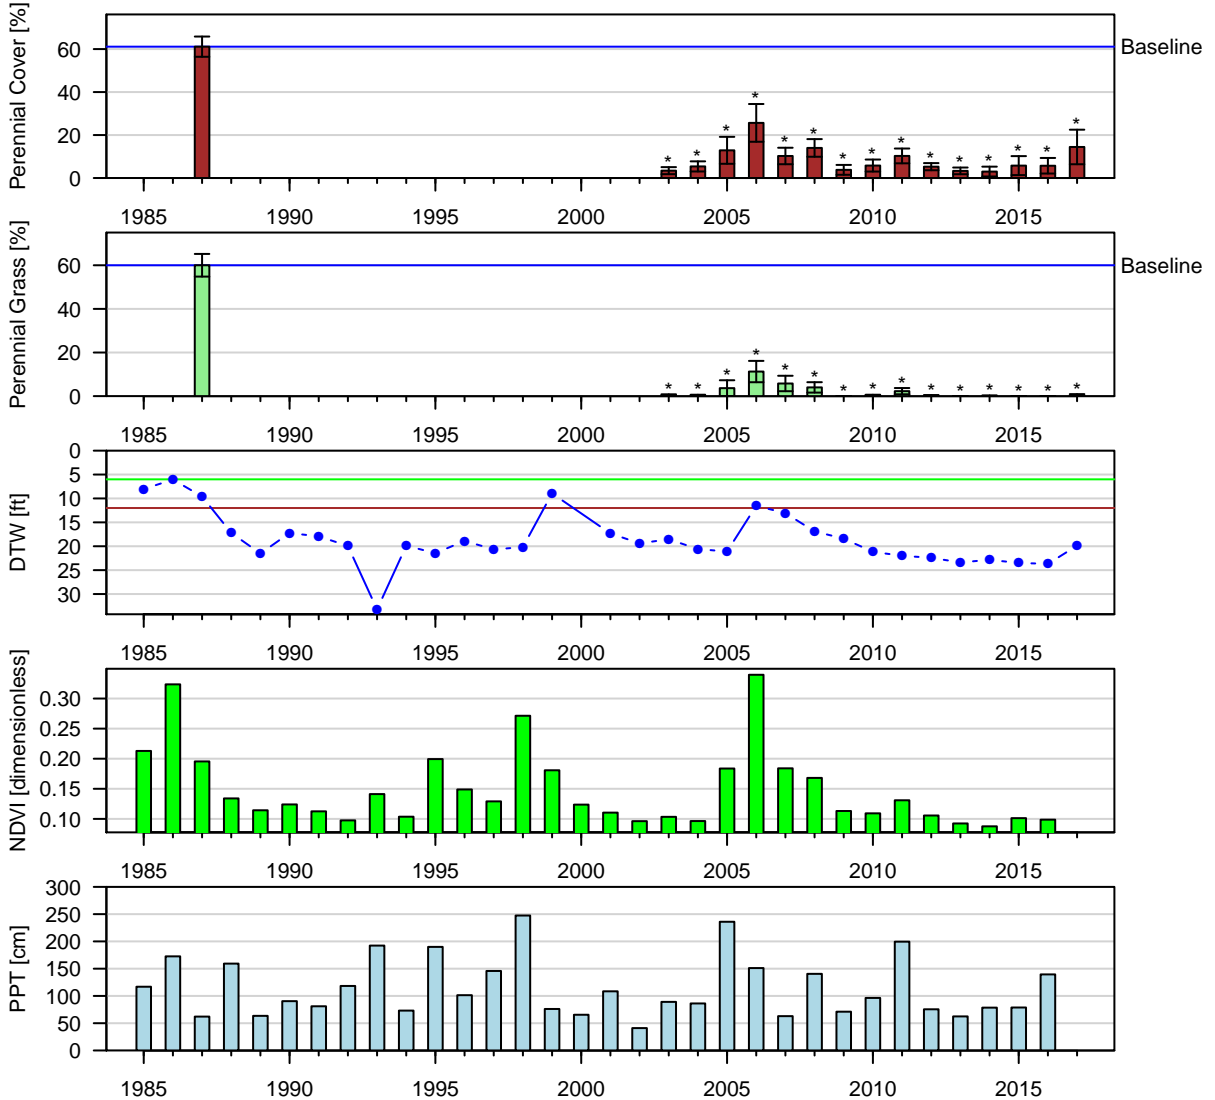 Perennial Cover [%]
60
40
20
0
Baseline
* * * * * * * * * * * * * * *
1985 1990 1995 2000 2005 2010 2015
Perennial Grass [%]
60
40
20
0
Baseline
* * * * * * * * * * * * * * *
1985 1990 1995 2000 2005 2010 2015
DTW [ft]
0
5
10
15
20
25
30
1985 1990 1995 2000 2005 2010 2015
NDVI [dimensionless]
0.30
0.25
0.20
0.15
0.10
1985 1990 1995 2000 2005 2010 2015
PPT [cm]
300
250
200
150
100
50
0
1985 1990 1995 2000 2005 2010 2015